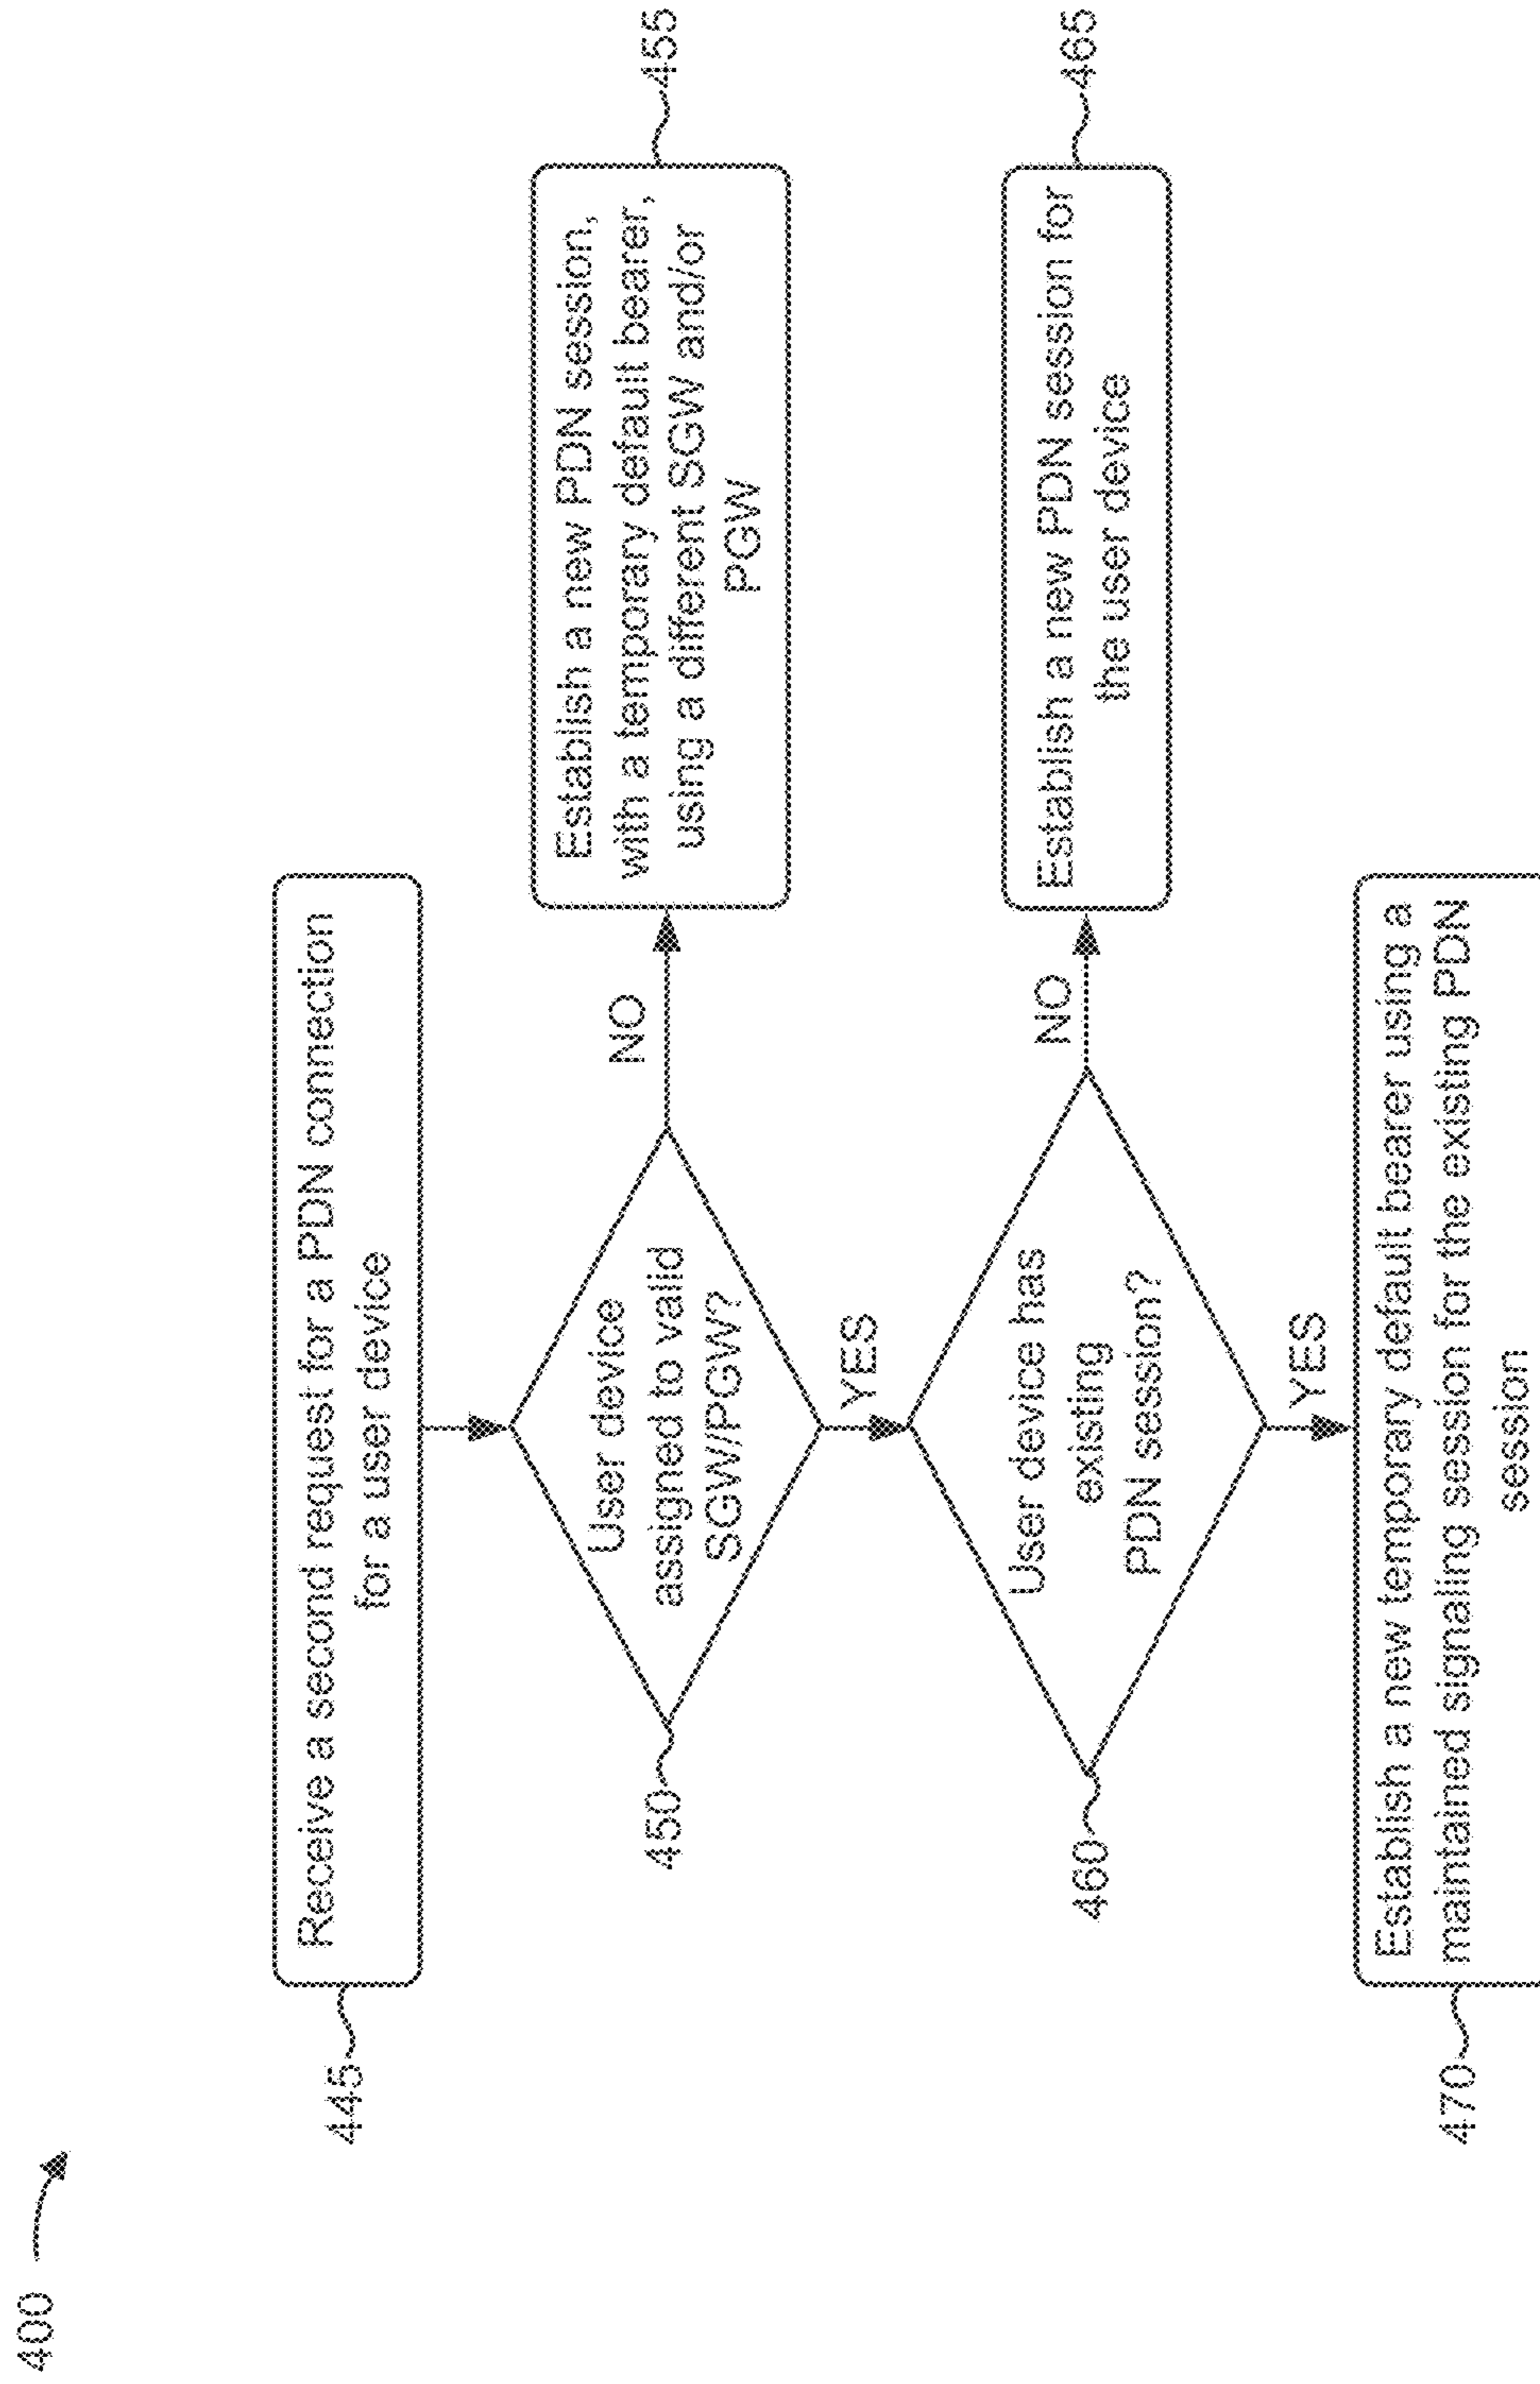 400
445
Receive a second request for a PDN connection
for a user device
450
User device
assigned to valid
SGW/PGW?
NO
Establish a new PDN session,
with a temporary default bearer,
using a different SGW and/or
PGW
455
YES
460
User device has
existing
PDN session?
NO
Establish a new PDN session for
the user device
465
YES
470
Establish a new temporary default bearer using a
maintained signaling session for the existing PDN
session